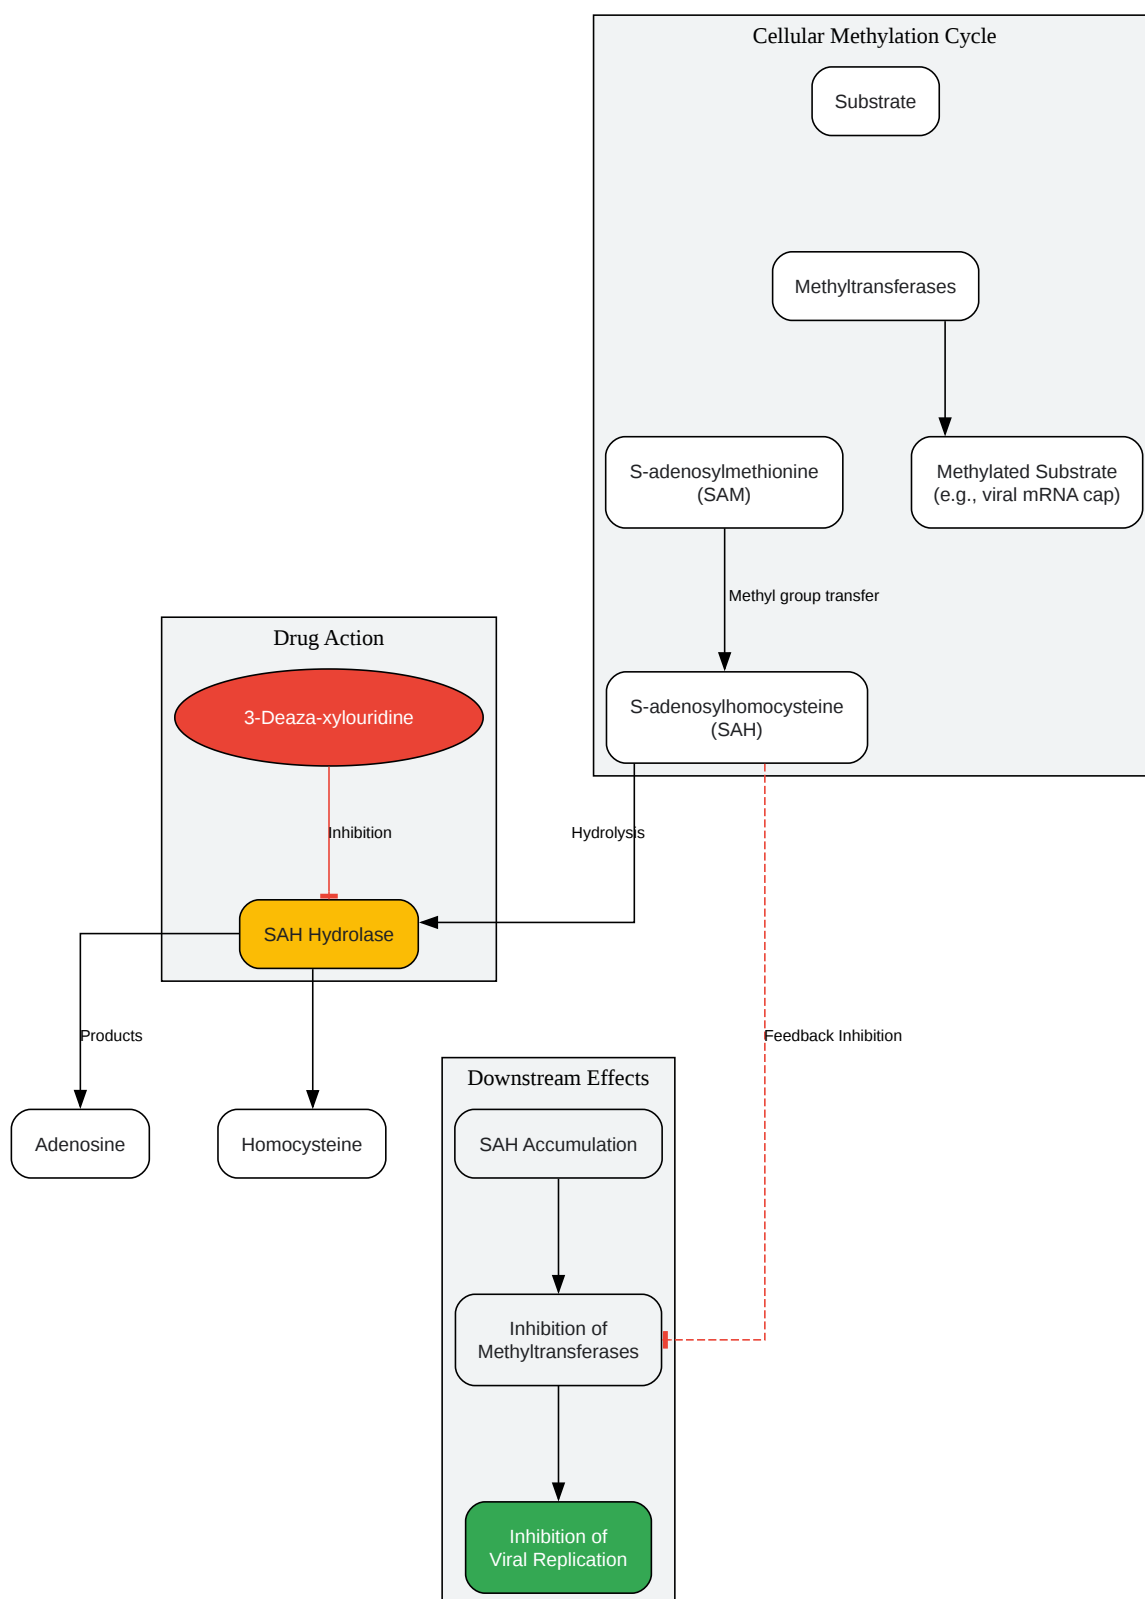 Cellular Methylation Cycle
Substrate
Methyltransferases
S-adenosylmethionine
(SAM)
Methylated Substrate
(e.g., viral mRNA cap)
Methyl group transfer
S-adenosylhomocysteine
(SAH)
Drug Action
3-Deaza-xylouridine
Inhibition
Hydrolysis
SAH Hydrolase
Products
Feedback Inhibition
Adenosine
Homocysteine
Downstream Effects
SAH Accumulation
Inhibition of
Methyltransferases
Inhibition of
Viral Replication